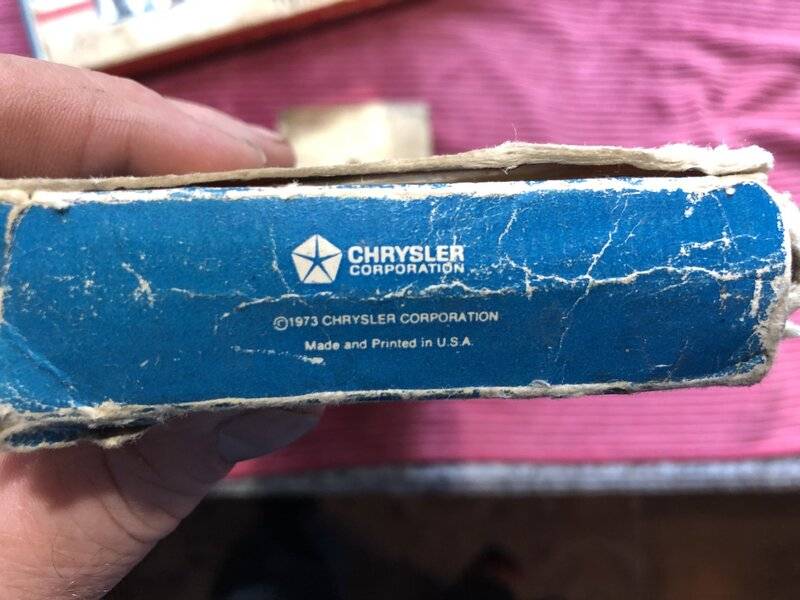 CHRYSLER
CORPORATION
©1973 CHRYSLER CORPORATION
Made and Printed in U.S.A.